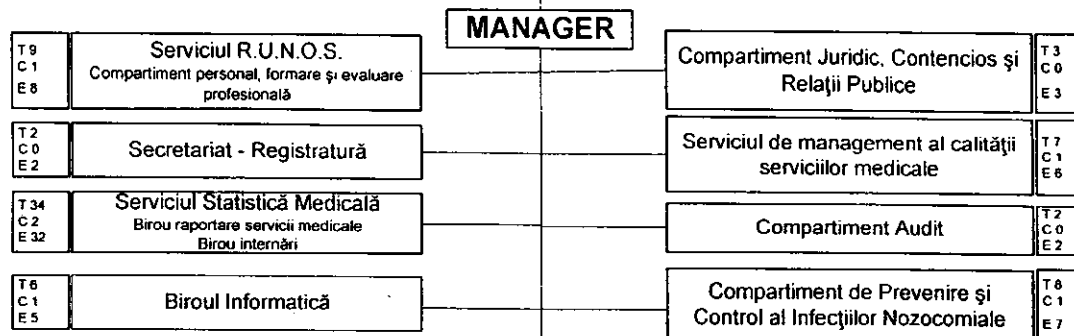 MANAGER
T 9
C 1
E 8
Serviciul R.U.N.O.S.
Compartiment personal, formare şi evaluare
profesională
Compartiment Juridic, Contencios şi
Relaţii Publice
T 3
C 0
E 3
T 2
C 0
E 2
Secretariat - Registratură
Serviciul de management al calităţii
serviciilor medicale
T 7
C 1
E 6
T 34
C 2
E 32
Serviciul Statistică Medicală
Birou raportare servicii medicale
Birou internări
Compartiment Audit
T 2
C 0
E 2
T 6
C 1
E 5
Biroul Informatică
Compartiment de Prevenire şi
Control al Infecţiilor Nozocomiale
T 8
C 1
E 7